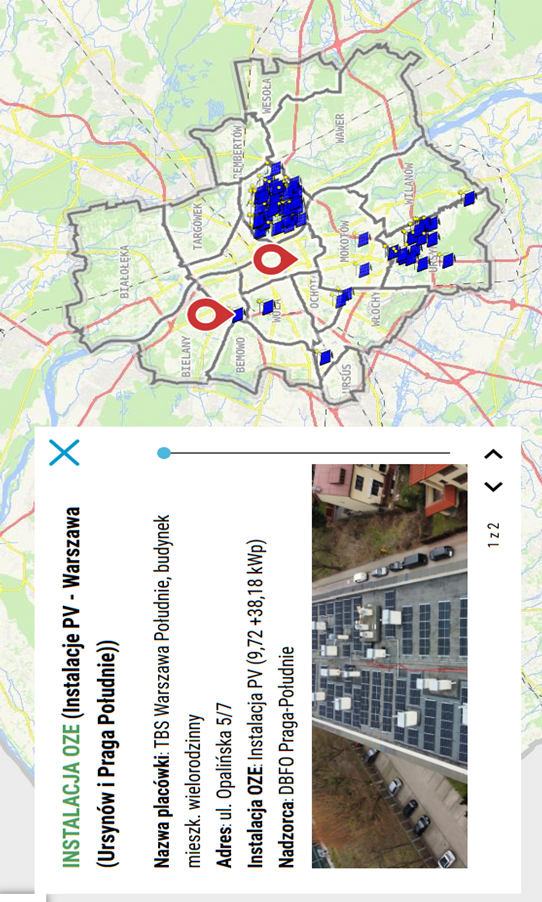 INSTALACJA OZE (Instalacje PV - Warszawa
(Ursynów i Praga Południe))
Nazwa placówki: TBS Warszawa Południe, budynek
mieszk. wielorodzinny
Adres: ul. Opalińska 5/7
Instalacja OZE: Instalacja PV (9,72 +38,18 kWp)
Nadzorca: DBFO Praga-Południe
1 z 2
BIAŁOŁĘKA
TARGÓWEK
REMBERTÓW
WESOŁA
WAWER
BIELANY
BEMOWO
MOKOTÓW
WILANÓW
WŁOCHY
URSUS